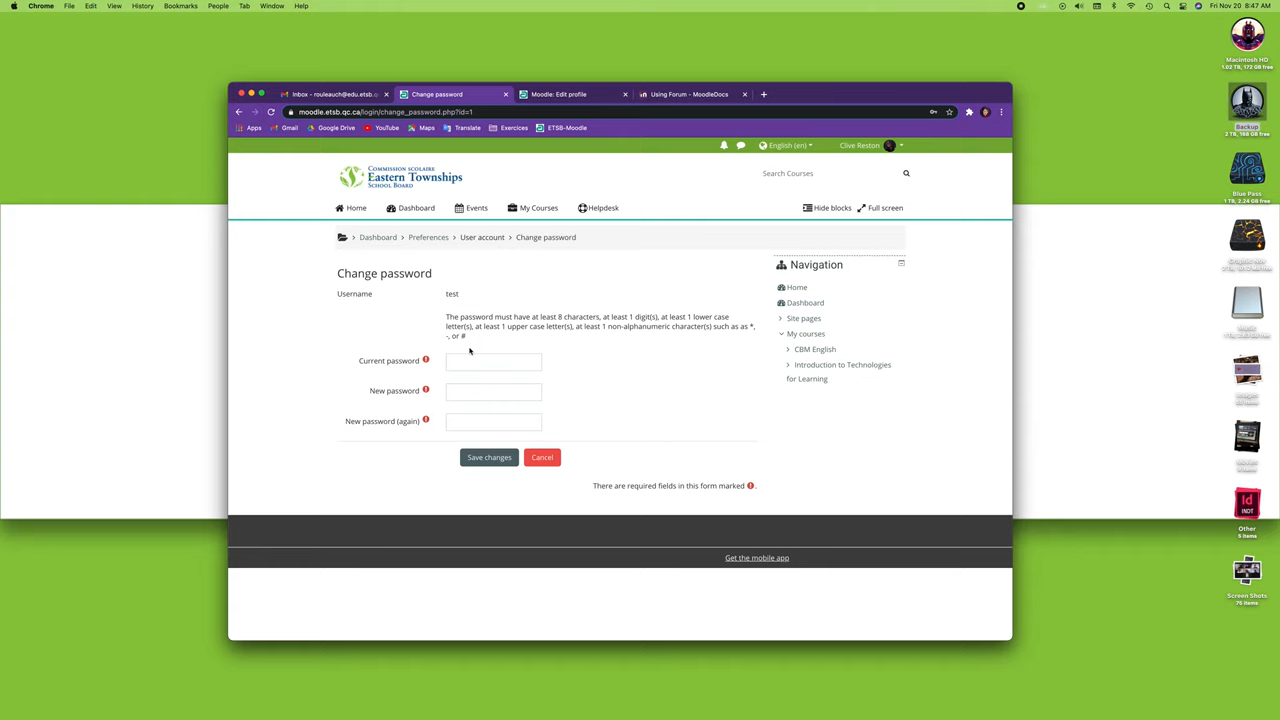 Chrome File Edit View History Bookmarks People Tab Window Help
Fri Nov 20 8:47 AM
Macintosh HD
1.02 TB, 172 GB free
Inbox - rouleauch@edu.etsb.qc
Change password
Moodle: Edit profile
Using Forum - MoodleDocs
moodle.etsb.qc.ca/login/change_password.php?id=1
Apps Gmail Google Drive YouTube Maps Translate Exercices ETSB-Moodle
Backup
2 TB, 168 GB free
English (en) Clive Reston
Commission scolaire
Eastern Townships
School Board
Search Courses
Home Dashboard Events My Courses Helpdesk Hide blocks Full screen
Blue Pass
1 TB, 2.24 GB free
Dashboard > Preferences > User account > Change password
Change password
Username test
The password must have at least 8 characters, at least 1 digit(s), at least 1 lower case
letter(s), at least 1 upper case letter(s), at least 1 non-alphanumeric character(s) such as as *,
-, or #
Current password
New password
New password (again)
Save changes Cancel
There are required fields in this form marked .
Navigation
Home
Dashboard
Site pages
My courses
CBM English
Introduction to Technologies
for Learning
Get the mobile app
Music
Images
Movies
Id
INDT
Other
5 items
Screen Shots
75 items